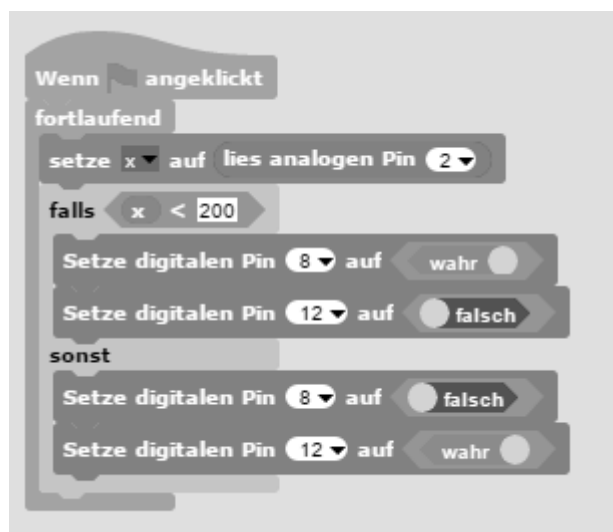 Wenn angeklickt
fortlaufend
setze x auf lies analogen Pin 2
falls x < 200
Setze digitalen Pin 8 auf wahr
Setze digitalen Pin 12 auf falsch
sonst
Setze digitalen Pin 8 auf falsch
Setze digitalen Pin 12 auf wahr